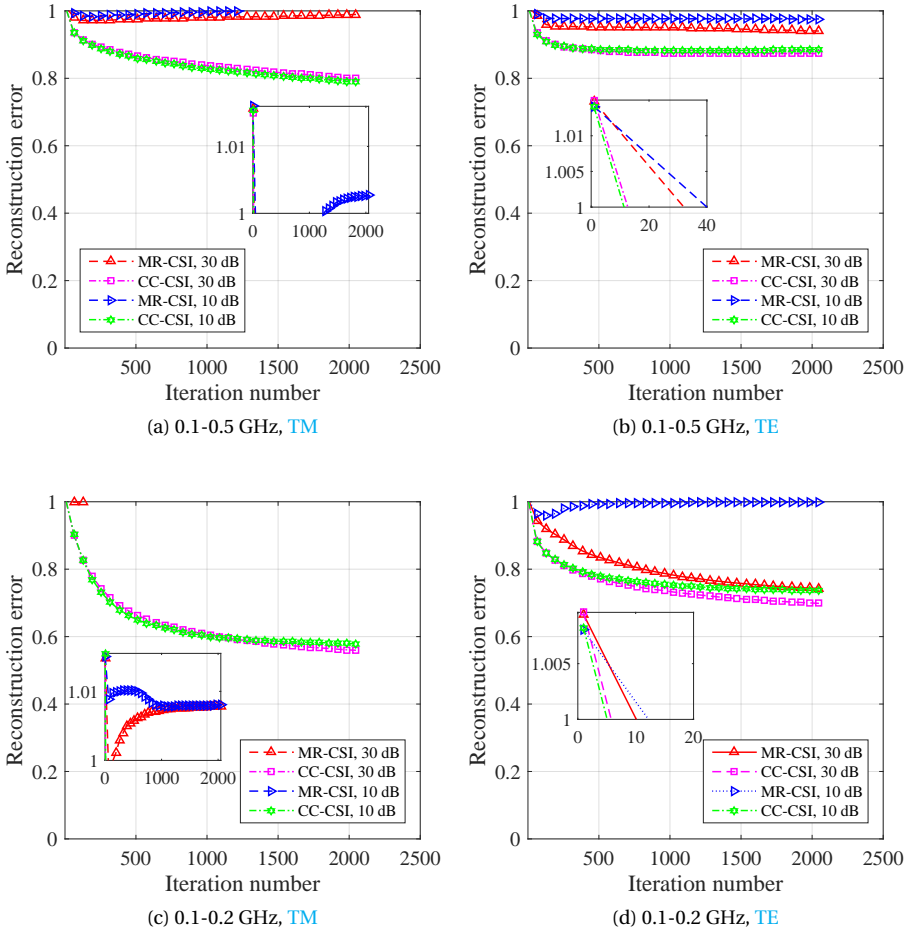 Reconstruction error
1
0.8
0.6
0.4
0.2
0
1.01
1
0 1000 2000
MR-CSI, 30 dB
CC-CSI, 30 dB
MR-CSI, 10 dB
CC-CSI, 10 dB
500 1000 1500 2000 2500
Iteration number
(a) 0.1-0.5 GHz, TM
Reconstruction error
1
0.8
0.6
0.4
0.2
0
1.01
1.005
1
0 20 40
MR-CSI, 30 dB
CC-CSI, 30 dB
MR-CSI, 10 dB
CC-CSI, 10 dB
500 1000 1500 2000 2500
Iteration number
(b) 0.1-0.5 GHz, TE
Reconstruction error
1
0.8
0.6
0.4
0.2
0
1.01
1
0 1000 2000
MR-CSI, 30 dB
CC-CSI, 30 dB
MR-CSI, 10 dB
CC-CSI, 10 dB
500 1000 1500 2000 2500
Iteration number
(c) 0.1-0.2 GHz, TM
Reconstruction error
1
0.8
0.6
0.4
0.2
0
1.005
1
0 10 20
MR-CSI, 30 dB
CC-CSI, 30 dB
MR-CSI, 10 dB
CC-CSI, 10 dB
500 1000 1500 2000 2500
Iteration number
(d) 0.1-0.2 GHz, TE